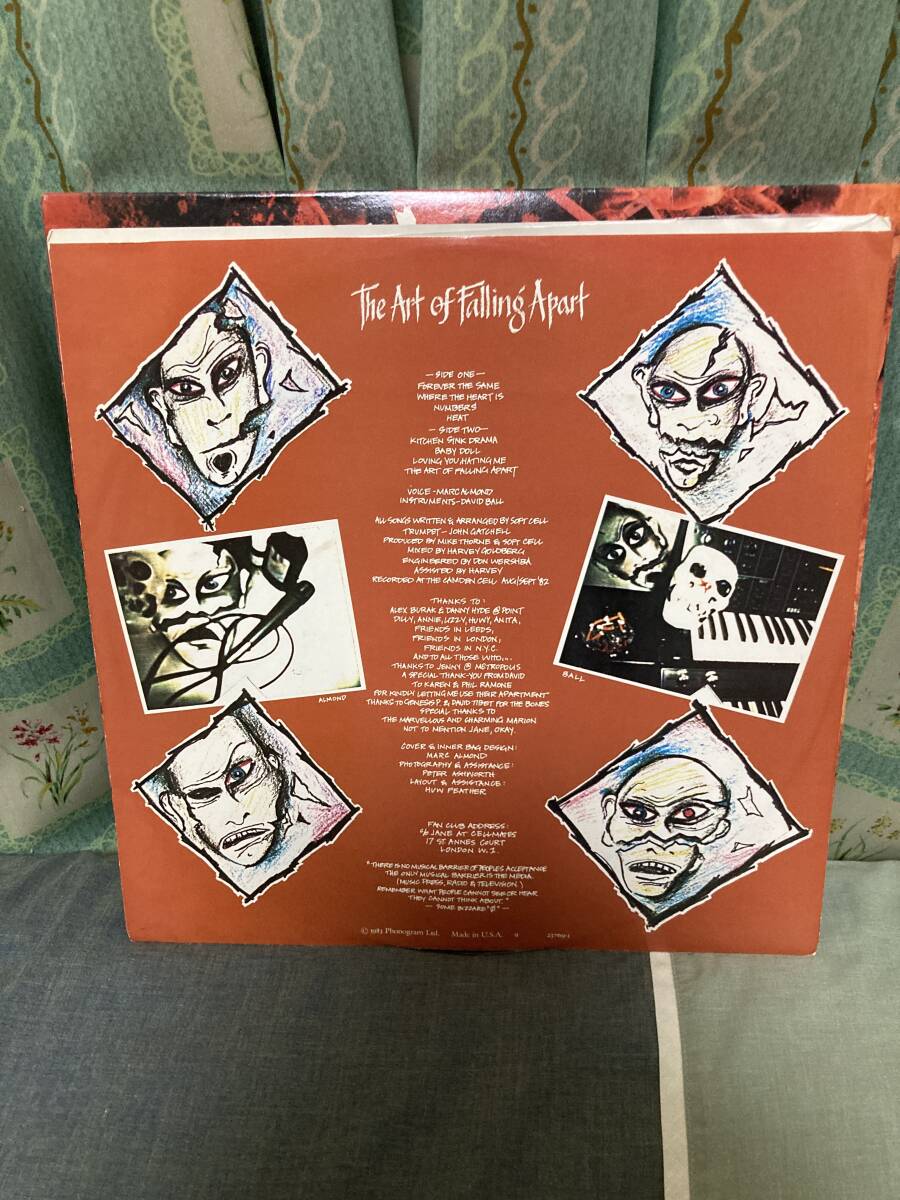 The Art of Falling Apart
— SIDE ONE —
FOREVER THE SAME
WHERE THE HEART IS
NUMBERS
HEAT
— SIDE TWO —
KITCHEN SINK DRAMA
BABY DOLL
LOVING YOU, HATING ME
THE ART OF FALLING APART
VOICE - MARC ALMOND
INSTRUMENTS - DAVID BALL
ALL SONGS WRITTEN & ARRANGED BY SOFT CELL
TRUMPET - JOHN GATCHELL
PRODUCED BY MIKE THORNE & SOFT CELL
MIXED BY HARVEY GOLDBERG
ENGINEERED BY DON WERSHBA
ASSISTED BY HARVEY
RECORDED AT THE CAMDEN CELL AUG/SEPT '82
THANKS TO:
ALEX BURAK & DANNY HYDE @ POINT
DILLY, ANNIE, LIZZY, HUWY, ANITA,
FRIENDS IN LEEDS,
FRIENDS IN LONDON,
FRIENDS IN N.Y.C.
AND TO ALL THOSE WHO....
THANKS TO JENNY @ METROPOLIS
A SPECIAL THANK-YOU FROM DAVID
TO KAREN & PHIL RAMONE
FOR KINDLY LETTING ME USE THEIR APARTMENT
THANKS TO GENESIS P. & DAVID TIBET FOR THE BONES
SPECIAL THANKS TO
THE MARVELLOUS AND CHARMING MARION
NOT TO MENTION JANE, OKAY.
ALMOND
BALL
KORG
COVER & INNER BAG DESIGN:
MARC ALMOND
PHOTOGRAPHY & ASSISTANCE:
PETER ASHWORTH
LAYOUT & ASSISTANCE:
HUW FEATHER
FAN CLUB ADDRESS:
c/o JANE AT CELLMATES
17 ST ANNES COURT
LONDON W.1.
"THERE IS NO MUSICAL BARRIER OF PEOPLES ACCEPTANCE
THE ONLY MUSICAL BARRIER IS THE MEDIA
(MUSIC PRESS, RADIO & TELEVISION.)
REMEMBER WHAT PEOPLE CANNOT SEE OR HEAR
THEY CANNOT THINK ABOUT."
— SOME BIZZARE
© 1983 Phonogram Ltd. Made in U.S.A. 9 23769-1